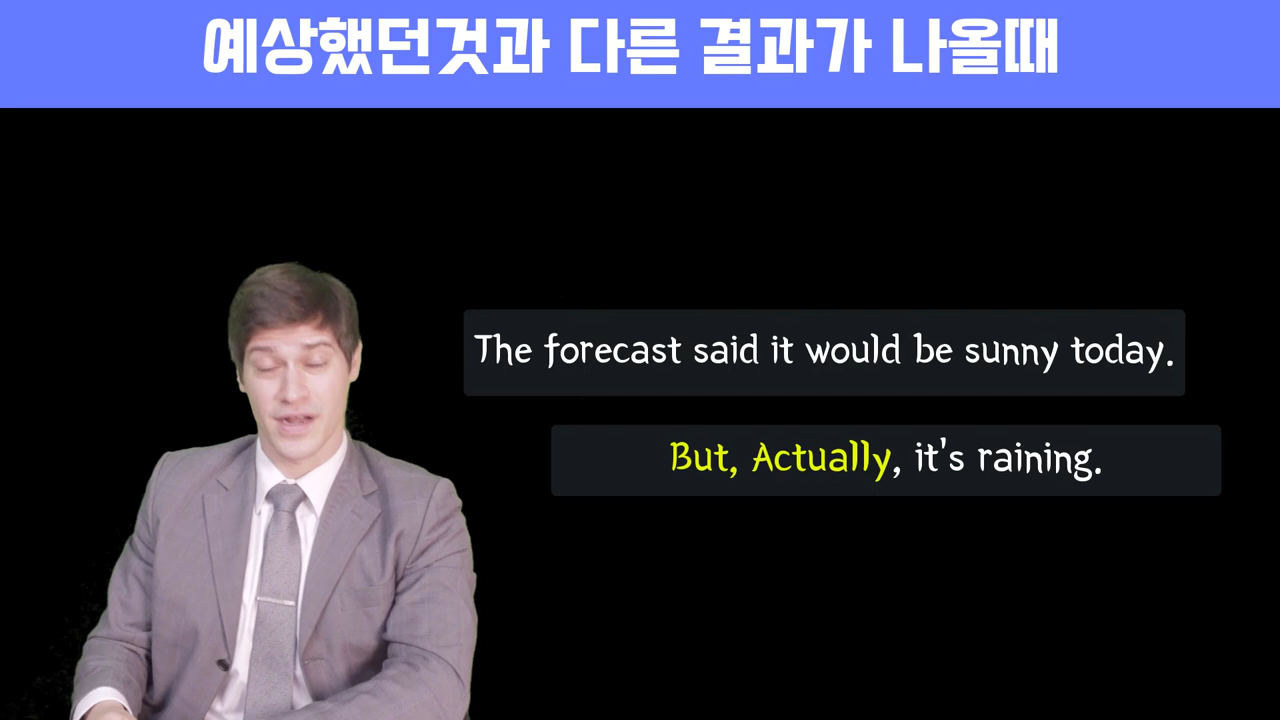 예상했던것과 다른 결과가 나올때
The forecast said it would be sunny today.
But, Actually, it's raining.